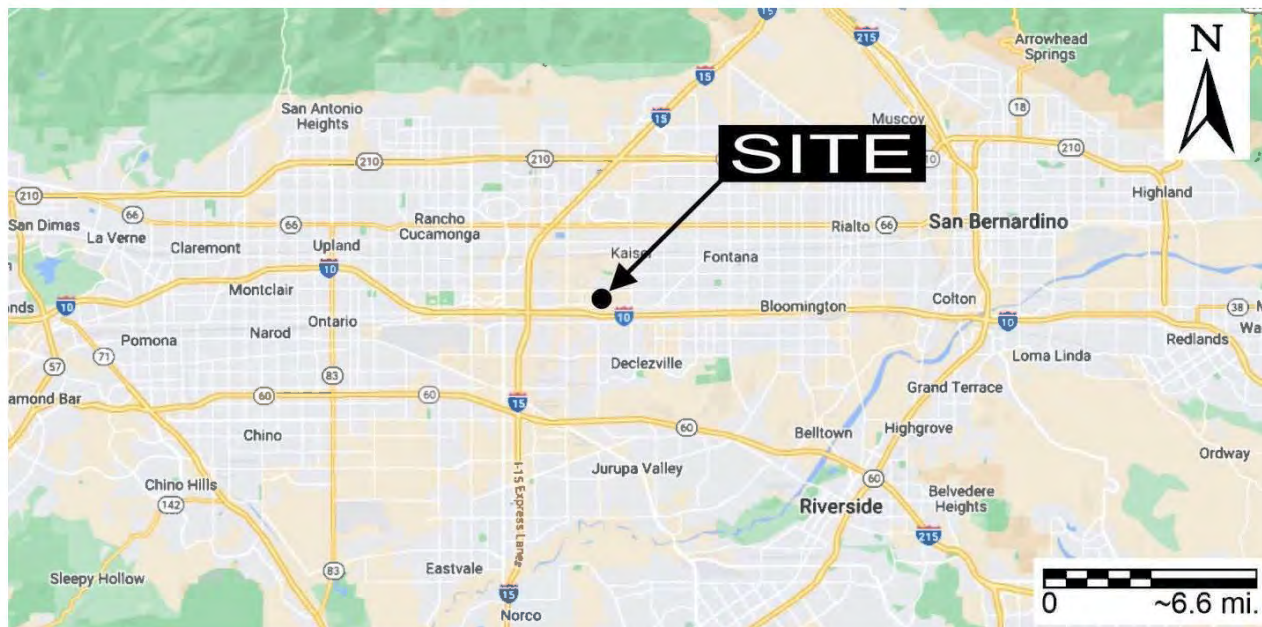 Arrowhead
Springs
N
215
15
15
18
San Antonio
Heights
Muscoy
SITE
210
210
210
210
Highland
66
66
66
San Dimas
La Verne
Claremont
Upland
Rancho
Cucamonga
Rialto
San Bernardino
Kaiser
Fontana
10
Montclair
10
10
Bloomington
Colton
10
38
Ontario
Narod
Pomona
71
57
83
Declezville
Loma Linda
Redlands
Grand Terrace
60
60
15
60
Chino
Belltown
Highgrove
Ordway
Jurupa Valley
Chino Hills
142
I-15 Express Lanes
60
Riverside
Belvedere
Heights
215
83
Eastvale
Sleepy Hollow
15
Norco
0 ~6.6 mi.